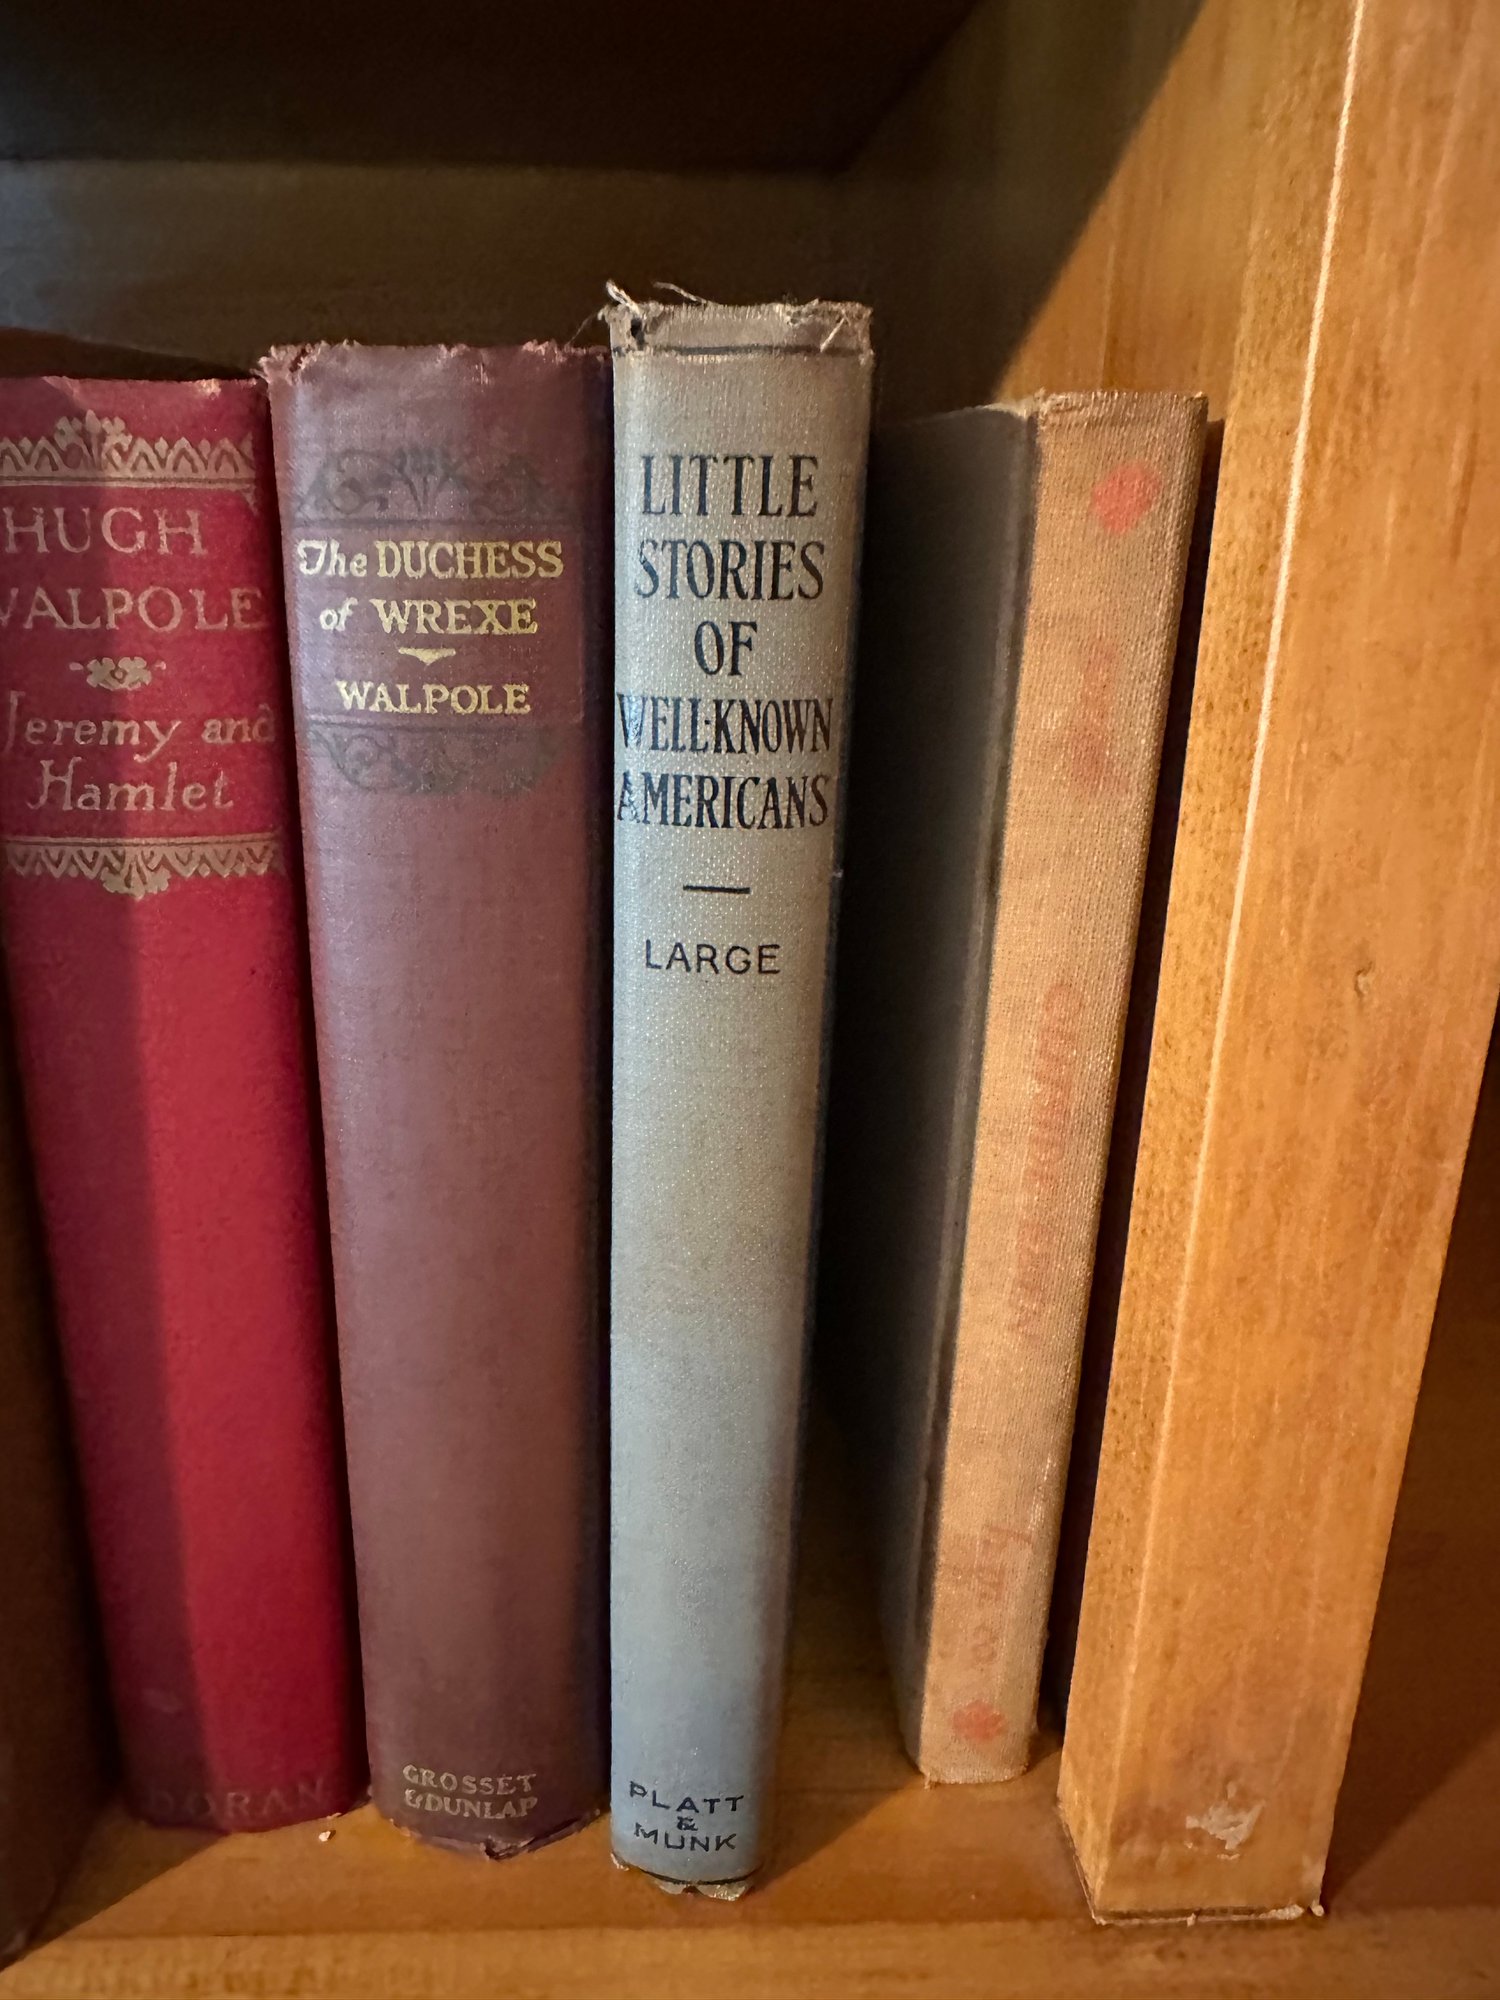 HUGH
WALPOLE
Jeremy and
Hamlet
DORAN
The DUCHESS
of WREXE
WALPOLE
GROSSET
& DUNLAP
LITTLE
STORIES
OF
WELL-KNOWN
AMERICANS
LARGE
PLATT
&
MUNK